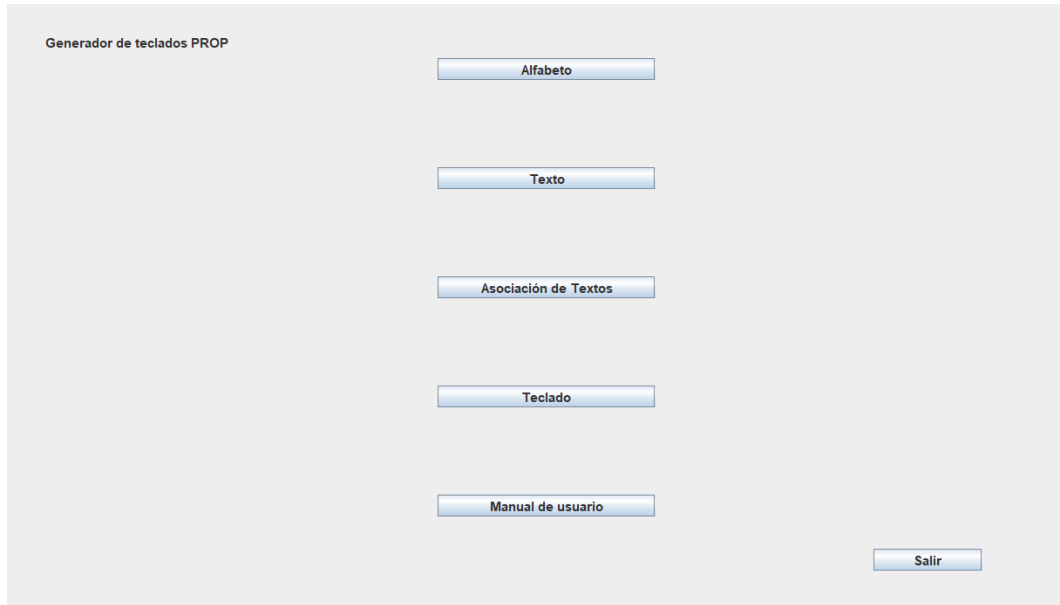 Generador de teclados PROP
Alfabeto
Texto
Asociación de Textos
Teclado
Manual de usuario
Salir